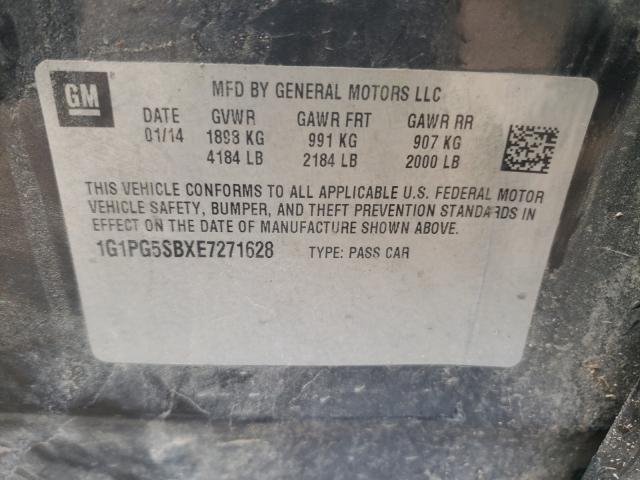 GM
MFD BY GENERAL MOTORS LLC
DATE GVWR GAWR FRT GAWR RR
01/14 1898 KG 991 KG 907 KG
4184 LB 2184 LB 2000 LB
THIS VEHICLE CONFORMS TO ALL APPLICABLE U.S. FEDERAL MOTOR
VEHICLE SAFETY, BUMPER, AND THEFT PREVENTION STANDARDS IN
EFFECT ON THE DATE OF MANUFACTURE SHOWN ABOVE.
1G1PG5SBXE7271628 TYPE: PASS CAR